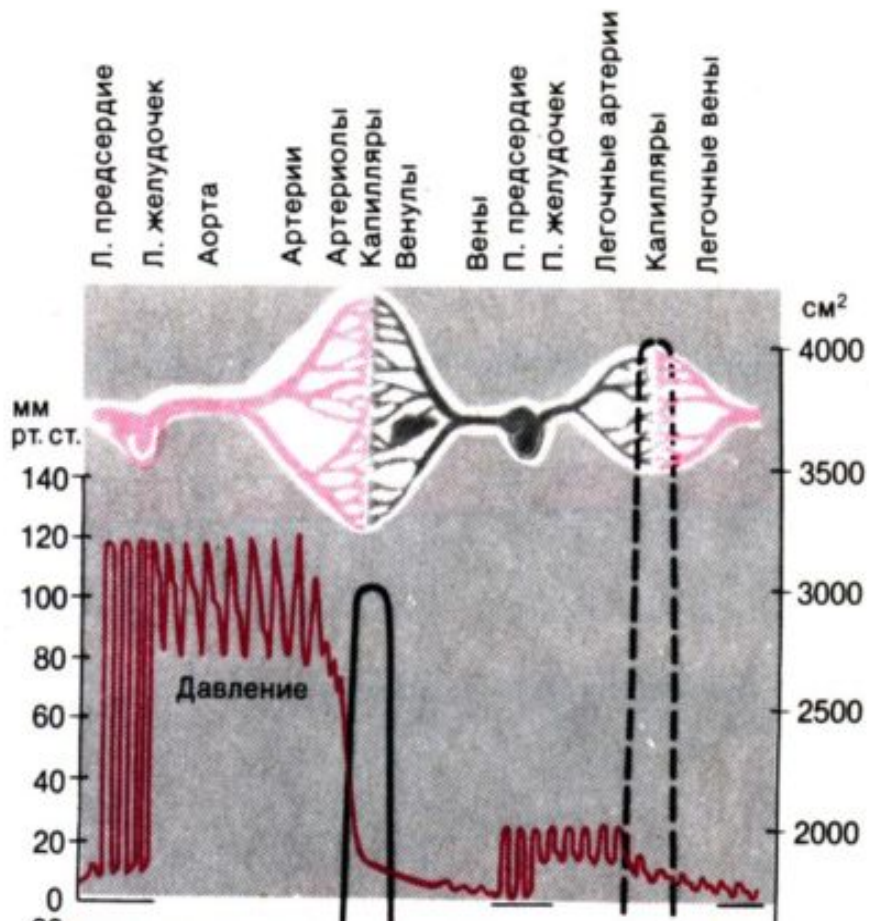 Л. предсердие
Л. желудочек
Аорта
Артерии
Артериолы
Капилляры
Венулы
Вены
П. предсердие
П. желудочек
Легочные артерии
Капилляры
Легочные вены
см²
4000
мм
рт. ст.
140
3500
120
100
3000
80
Давление
60
2500
40
20
2000
0